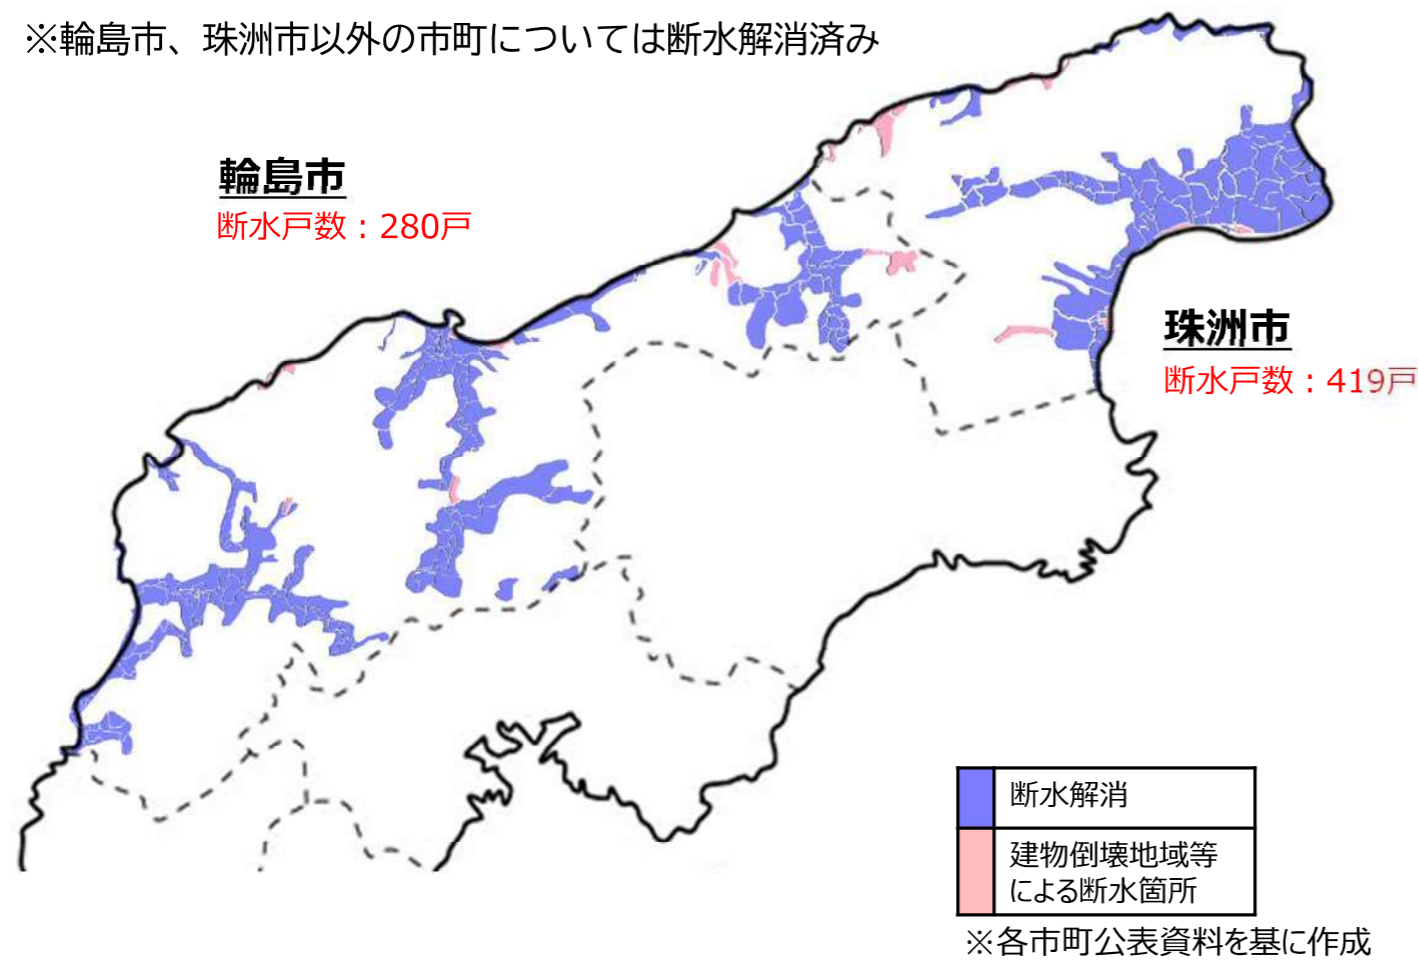 ※輪島市、珠洲市以外の市町については断水解消済み
輪島市
断水戸数：280戸
珠洲市
断水戸数：419戸
断水解消
建物倒壊地域等
による断水箇所
※各市町公表資料を基に作成